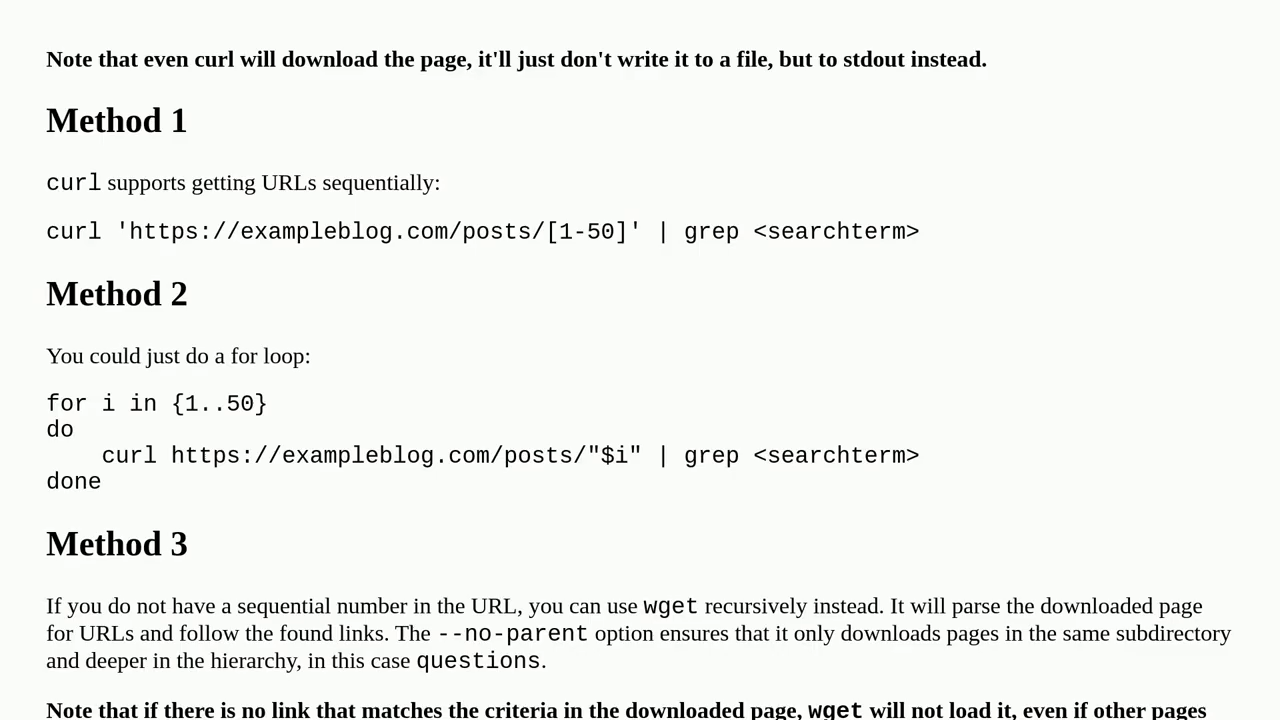 Note that even curl will download the page, it'll just don't write it to a file, but to stdout instead.
Method 1
curl supports getting URLs sequentially:
curl 'https://exampleblog.com/posts/[1-50]' | grep <searchterm>
Method 2
You could just do a for loop:
for i in {1..50}
do
    curl https://exampleblog.com/posts/"$i" | grep <searchterm>
done
Method 3
If you do not have a sequential number in the URL, you can use wget recursively instead. It will parse the downloaded page
for URLs and follow the found links. The --no-parent option ensures that it only downloads pages in the same subdirectory
and deeper in the hierarchy, in this case questions.
Note that if there is no link that matches the criteria in the downloaded page, wget will not load it, even if other pages